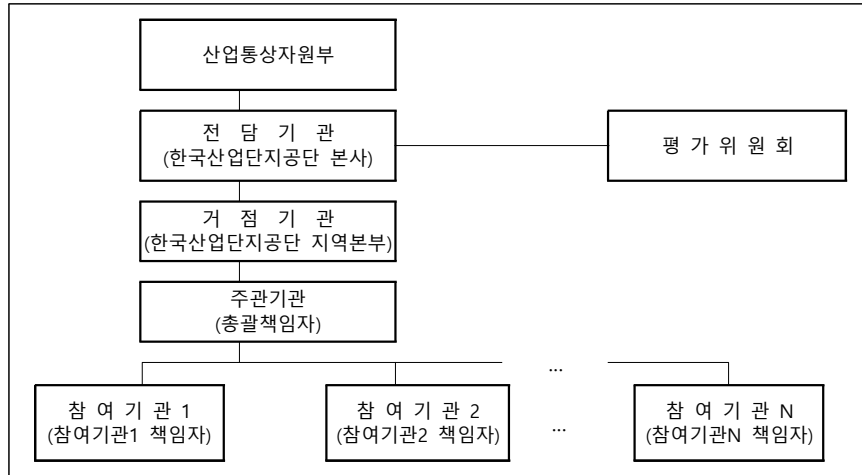 산업통상자원부
전 담 기 관
(한국산업단지공단 본사)
평 가 위 원 회
거 점 기 관
(한국산업단지공단 지역본부)
주관기관
(총괄책임자)
...
참 여 기 관 1
(참여기관1 책임자)
참 여 기 관 2
(참여기관2 책임자)
...
참 여 기 관 N
(참여기관N 책임자)